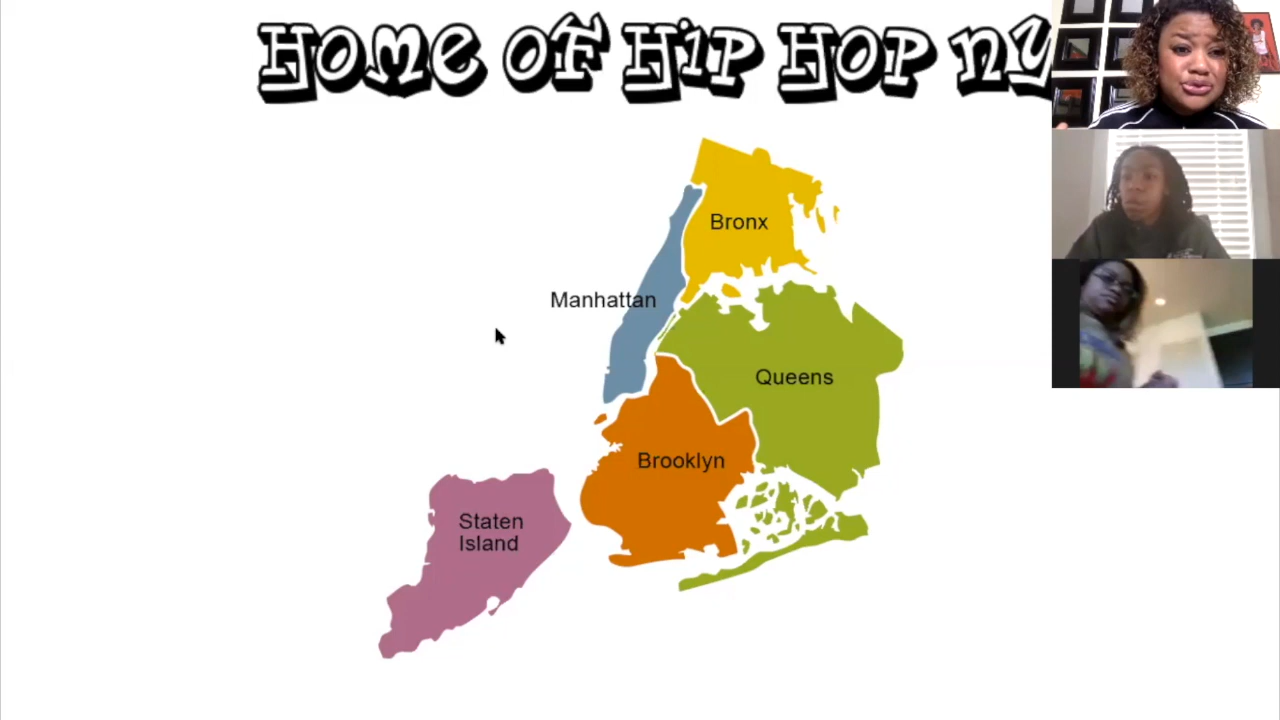 Home of Hip Hop NY
Bronx
Manhattan
Queens
Brooklyn
Staten
Island